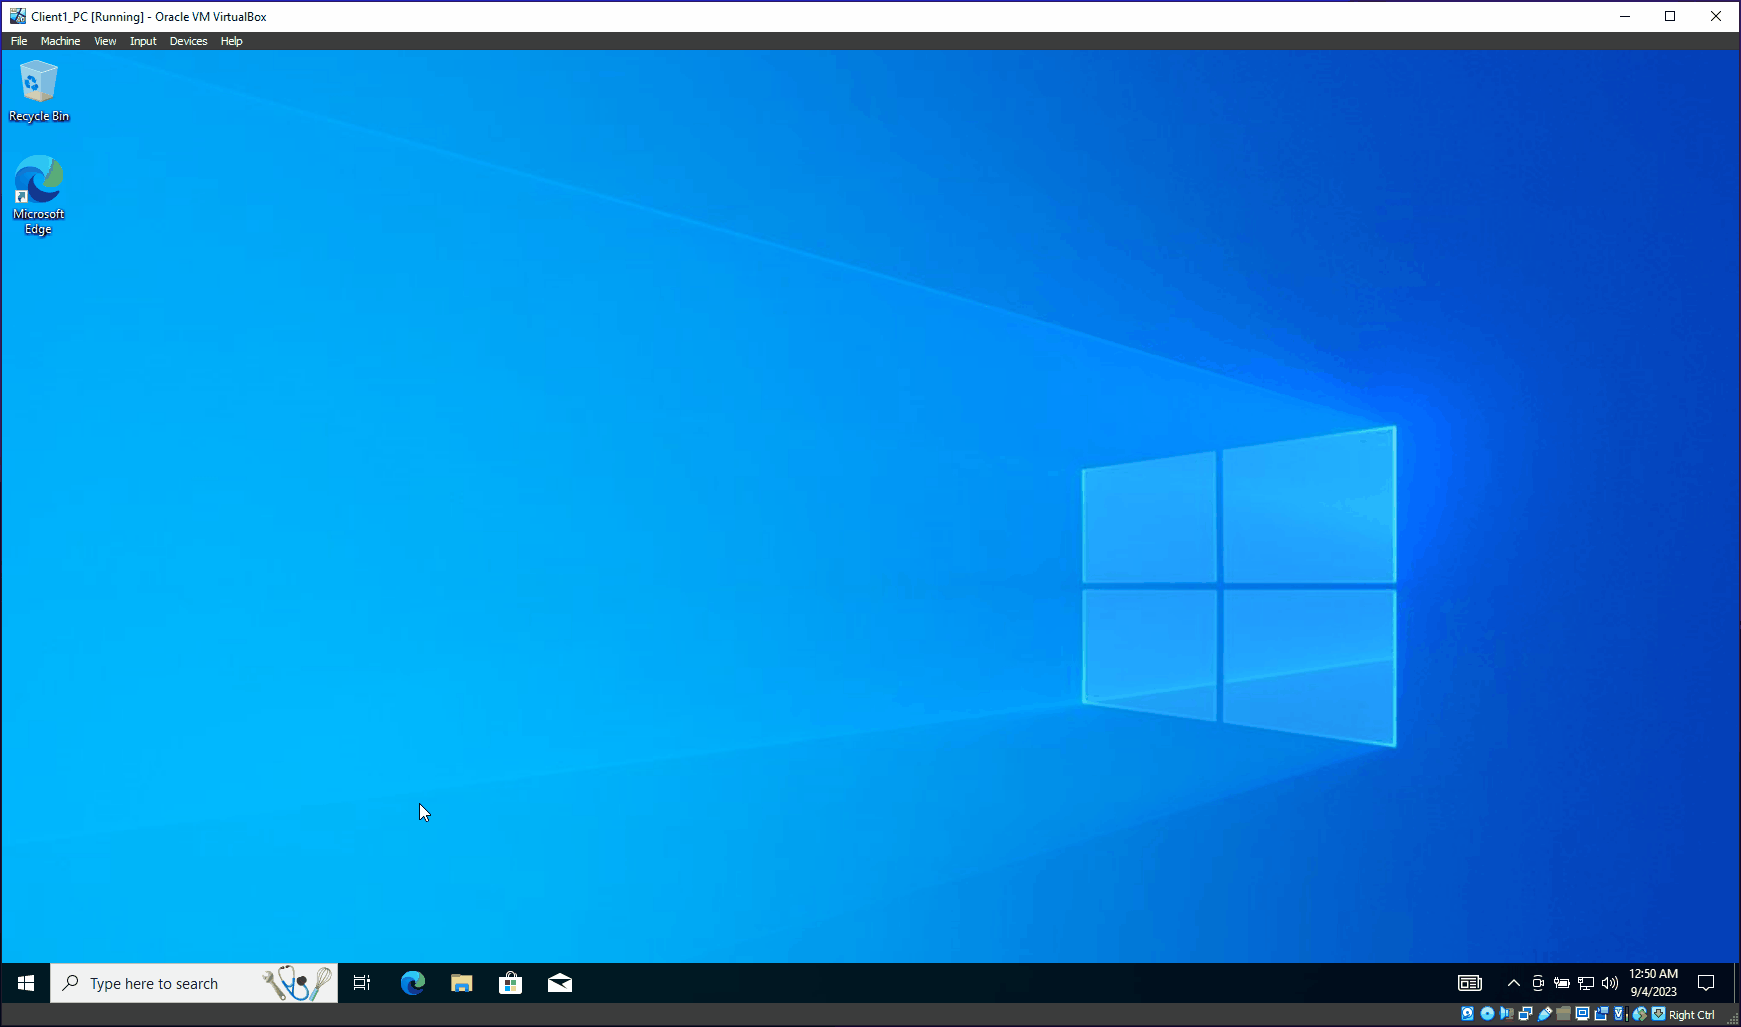 Client1_PC [Running] - Oracle VM VirtualBox
File Machine View Input Devices Help
Recycle Bin
Microsoft
Edge
Type here to search
12:50 AM
9/4/2023
Right Ctrl